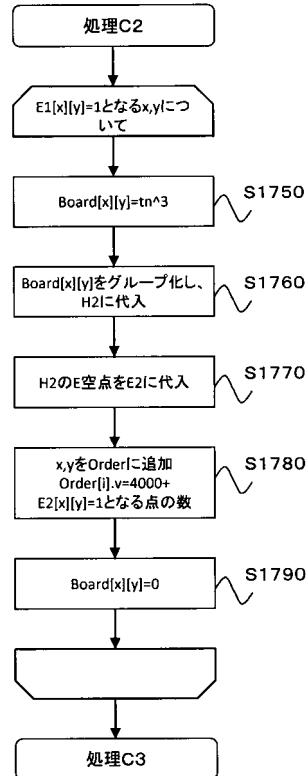 処理C2
E1[x][y]=1となるx,yにつ
いて
Board[x][y]=tn^3
S1750
Board[x][y]をグループ化し、
H2に代入
S1760
H2のE空点をE2に代入
S1770
x,yをOrderに追加
Order[i].v=4000+
E2[x][y]=1となる点の数
S1780
Board[x][y]=0
S1790
処理C3